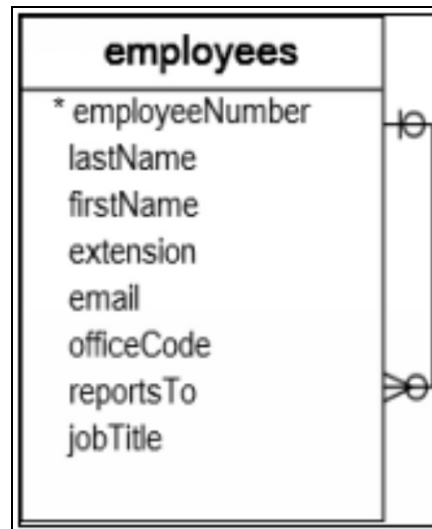 employees
* employeeNumber
lastName
firstName
extension
email
officeCode
reportsTo
jobTitle